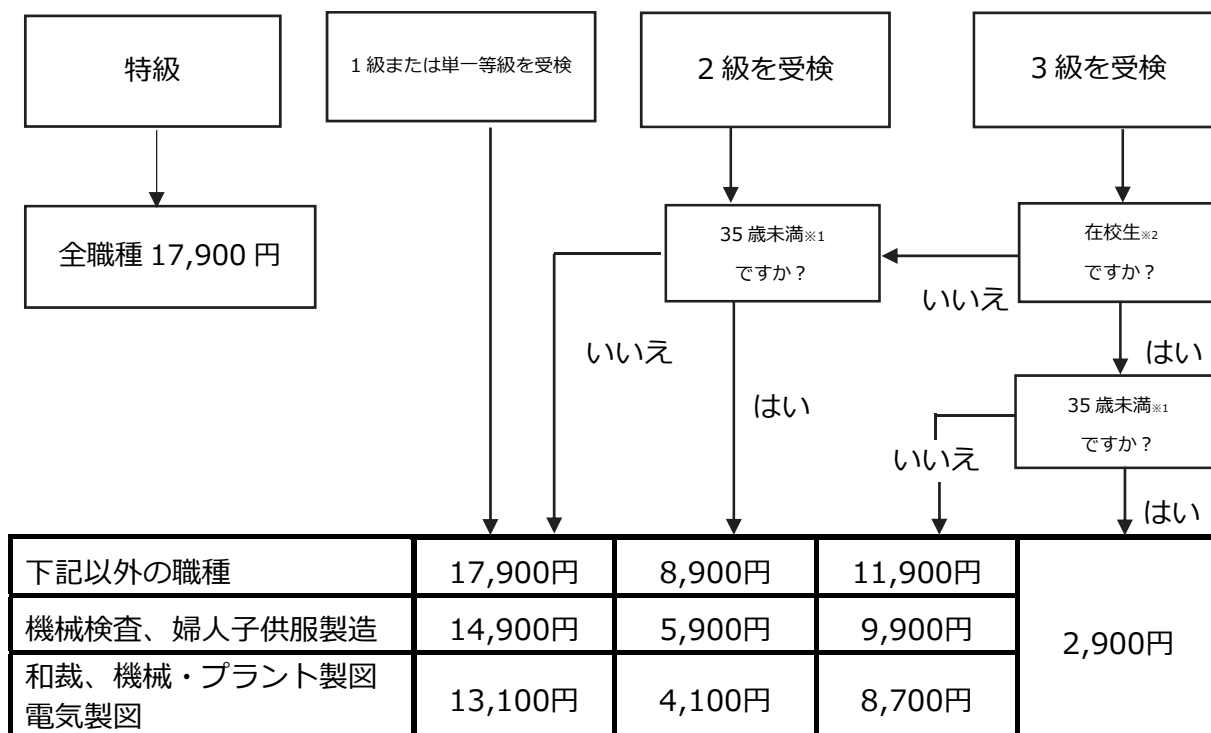 特級
1級または単一等級を受検
2級を受検
3級を受検
全職種 17,900 円
35 歳未満※1
ですか？
在校生※2
ですか？
いいえ
いいえ
はい
はい
35 歳未満※1
ですか？
いいえ
はい
下記以外の職種 17,900円 8,900円 11,900円
機械検査、婦人子供服製造 14,900円 5,900円 9,900円
2,900円
和裁、機械・プラント製図
電気製図
13,100円 4,100円 8,700円